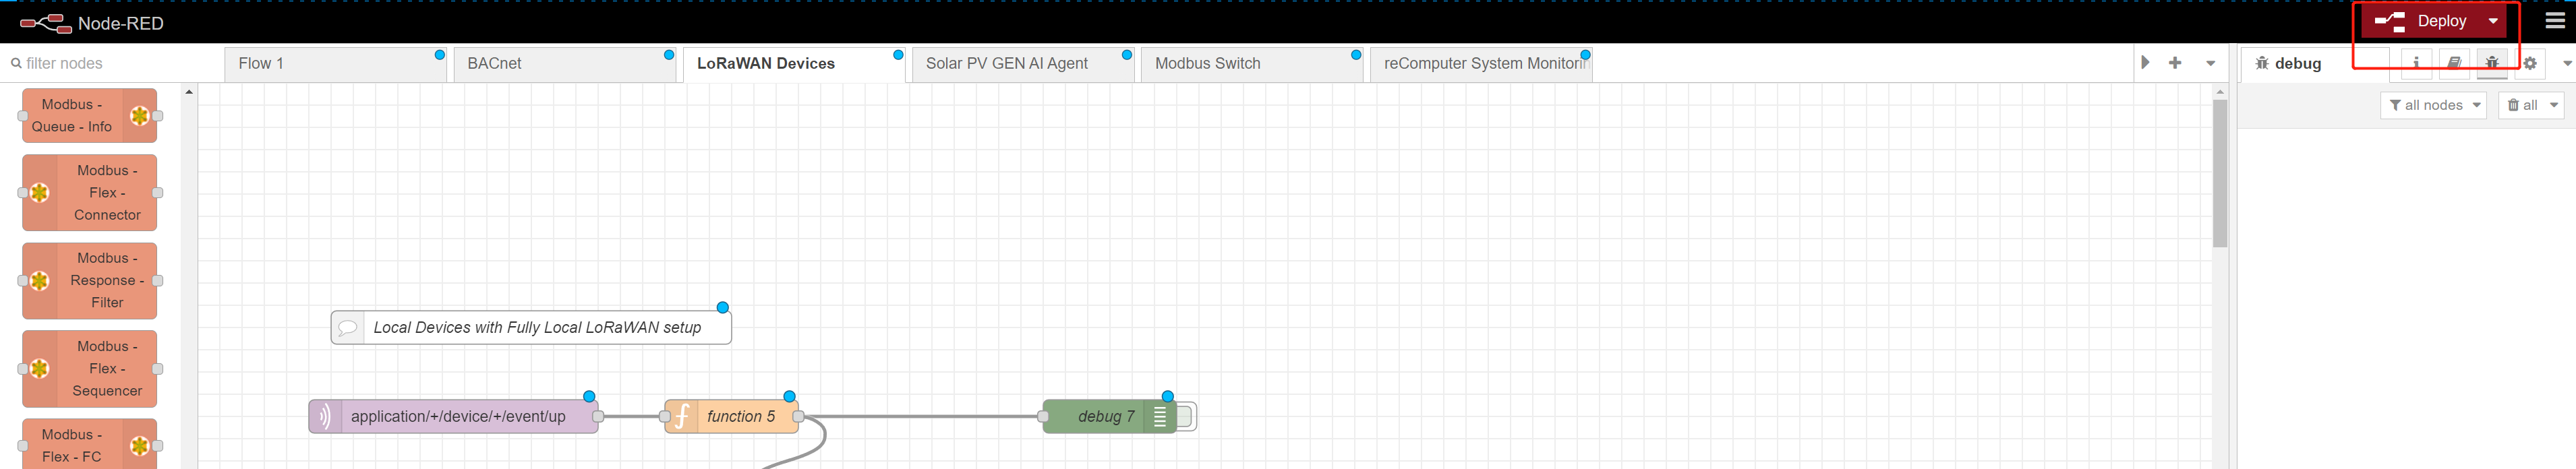 Node-RED
Deploy
filter nodes
Flow 1
BACnet
LoRaWAN Devices
Solar PV GEN AI Agent
Modbus Switch
reComputer System Monitorin
debug
all nodes
all
Modbus -
Queue - Info
Modbus -
Flex -
Connector
Modbus -
Response -
Filter
Modbus -
Flex -
Sequencer
Modbus -
Flex - FC
Local Devices with Fully Local LoRaWAN setup
application/+/device/+/event/up
function 5
debug 7